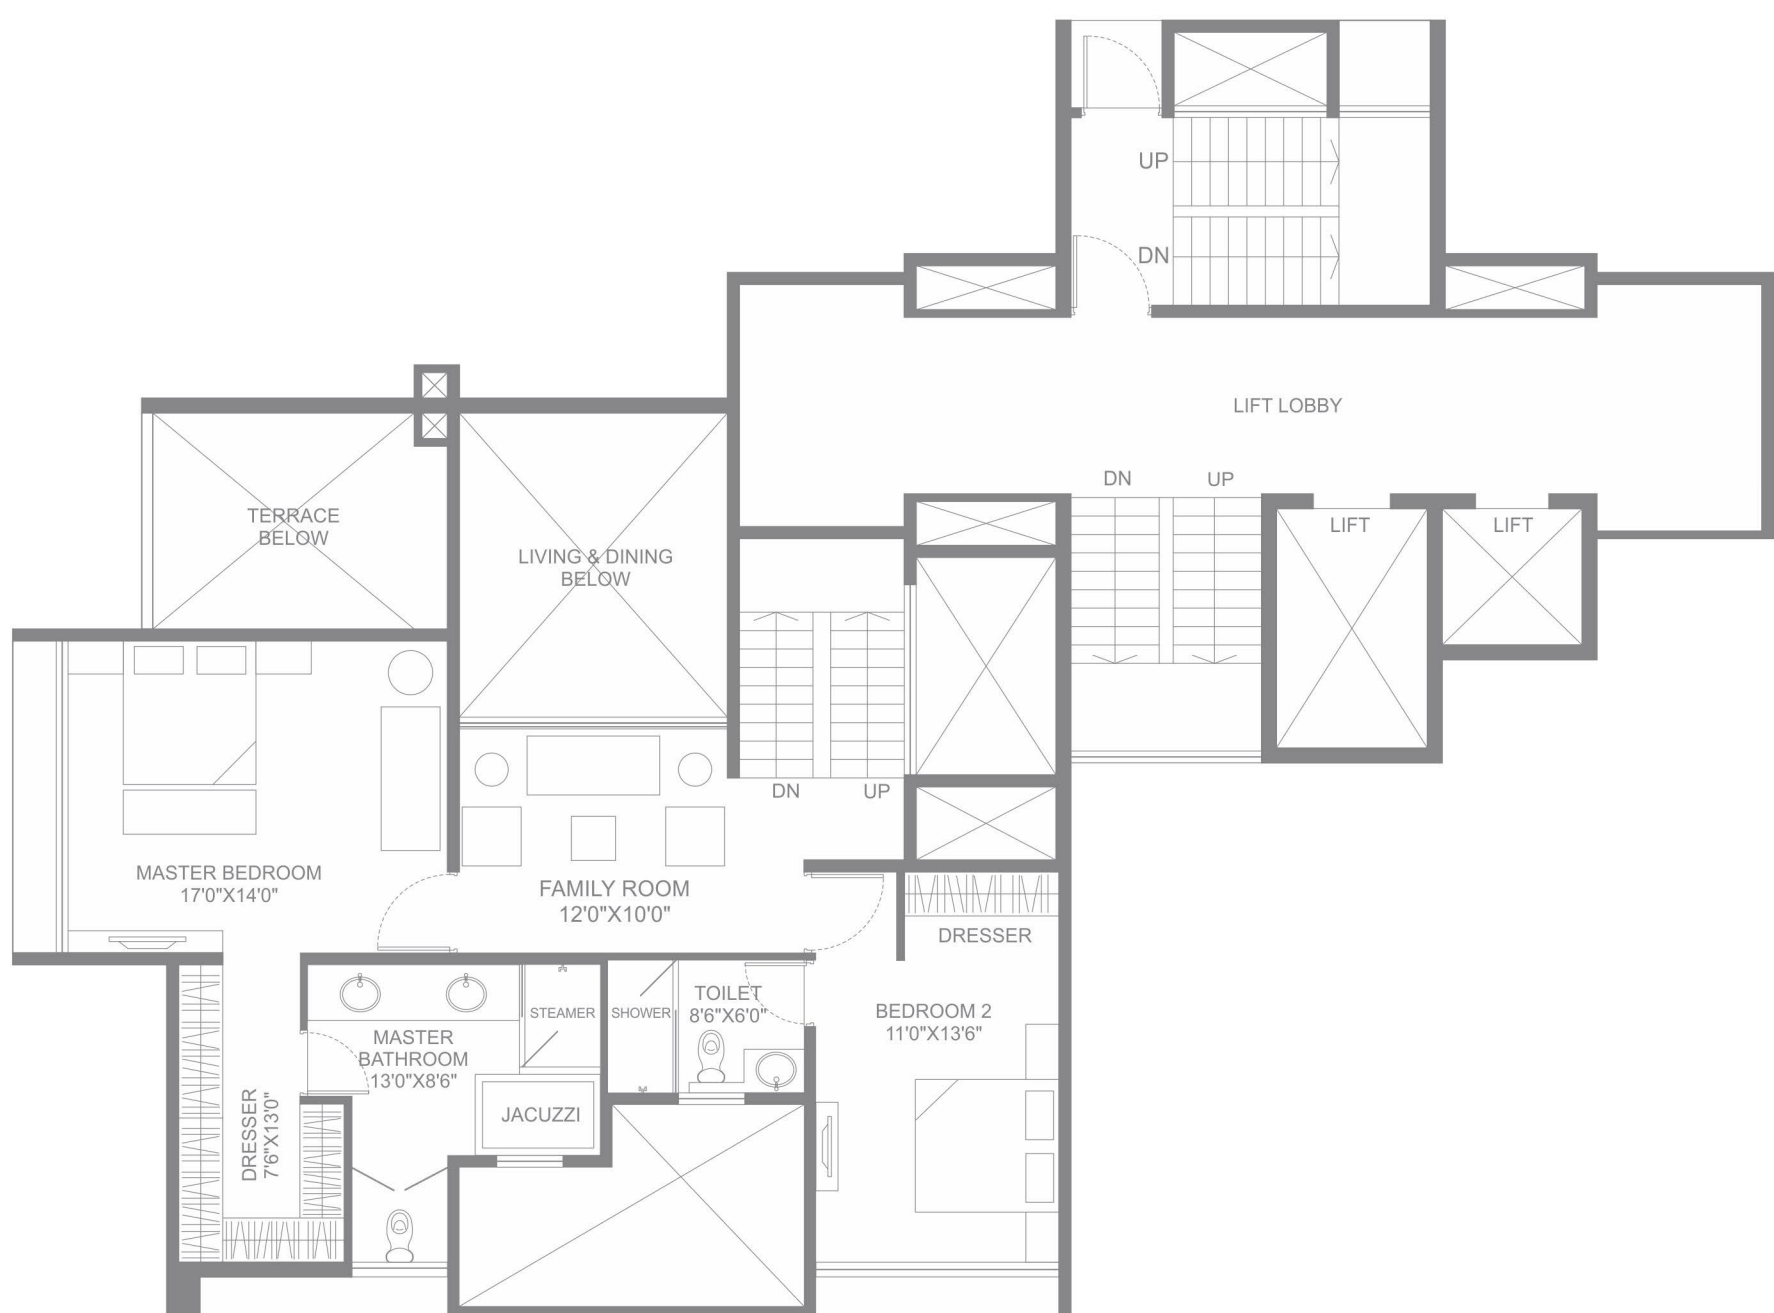 UP
DN
LIFT LOBBY
DN
UP
LIFT
LIFT
TERRACE
BELOW
LIVING & DINING
BELOW
DN
UP
MASTER BEDROOM
17'0"X14'0"
FAMILY ROOM
12'0"X10'0"
DRESSER
STEAMER
SHOWER
TOILET
8'6"X6'0"
BEDROOM 2
11'0"X13'6"
MASTER
BATHROOM
13'0"X8'6"
JACUZZI
DRESSER
7'6"X13'0"